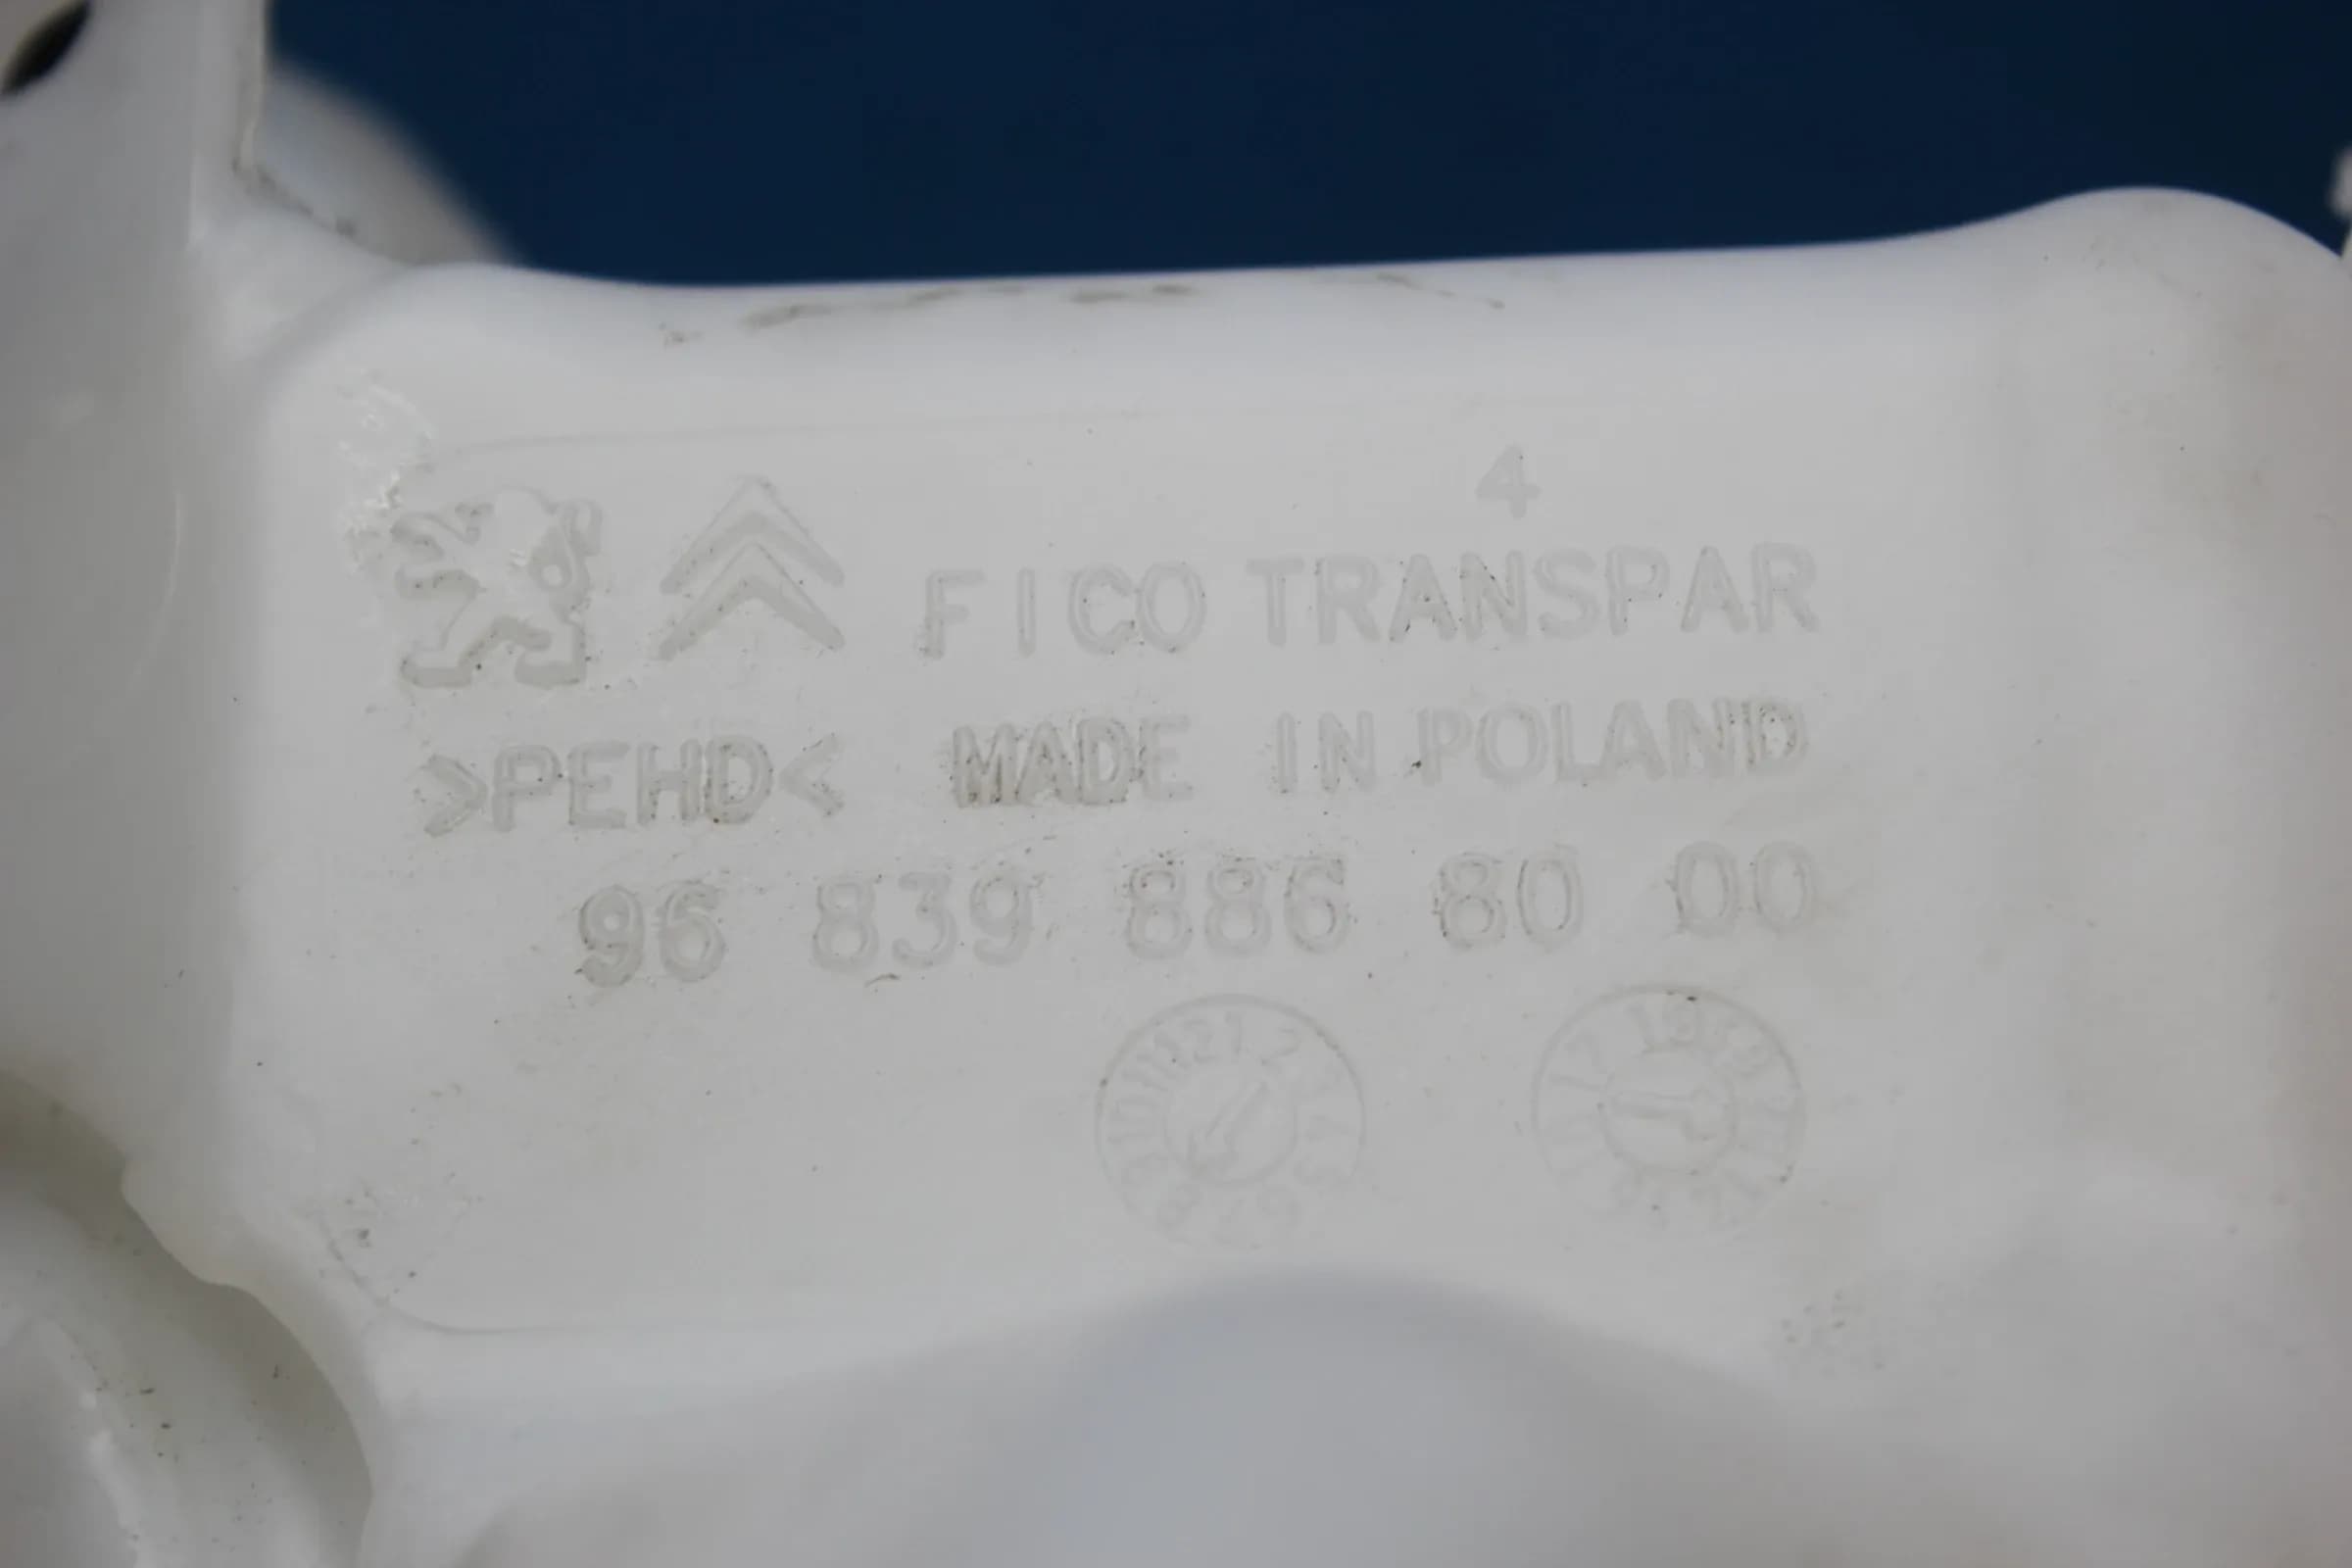 4
FICO TRANSPAR
>PEHD< MADE IN POLAND
96 839 886 80 00